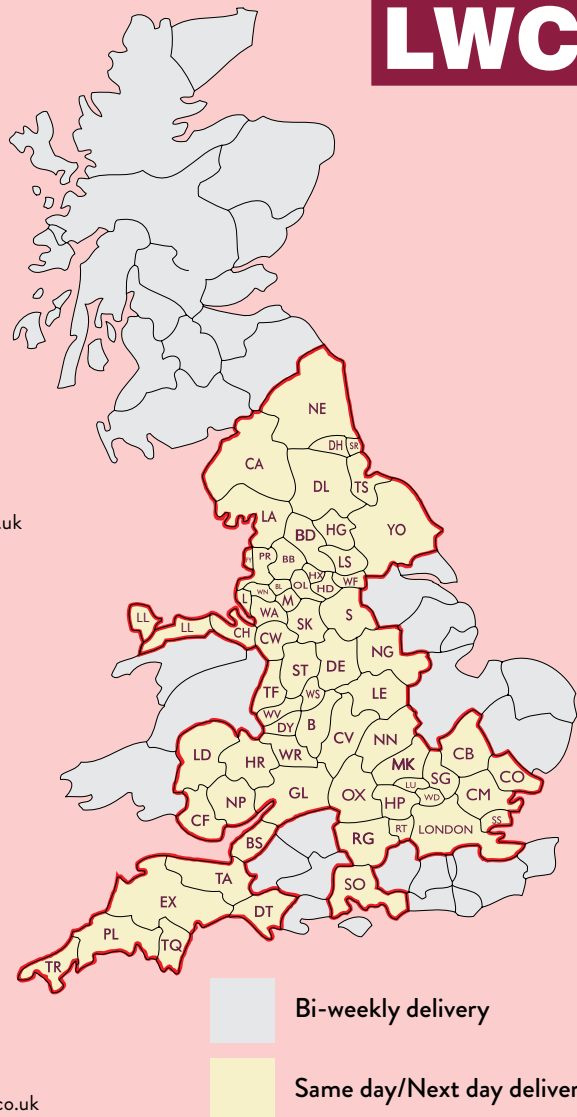 LWC
NE
DH SR
CA
DL TS
LA
BD HG YO
.uk
PR BB LS
HX WF
BL OL HD
WN
L M
WA S
LL
LL CH CW SK
ST DE NG
TF WS LE
WV
DY B
CV NN
LD HR WR MK CB
LU SG CO
GL OX HP WD CM
NP
CF SS
RT LONDON
BS RG
TA SO
EX DT
PL TQ
TR
Bi-weekly delivery
Same day/Next day deliver
co.uk